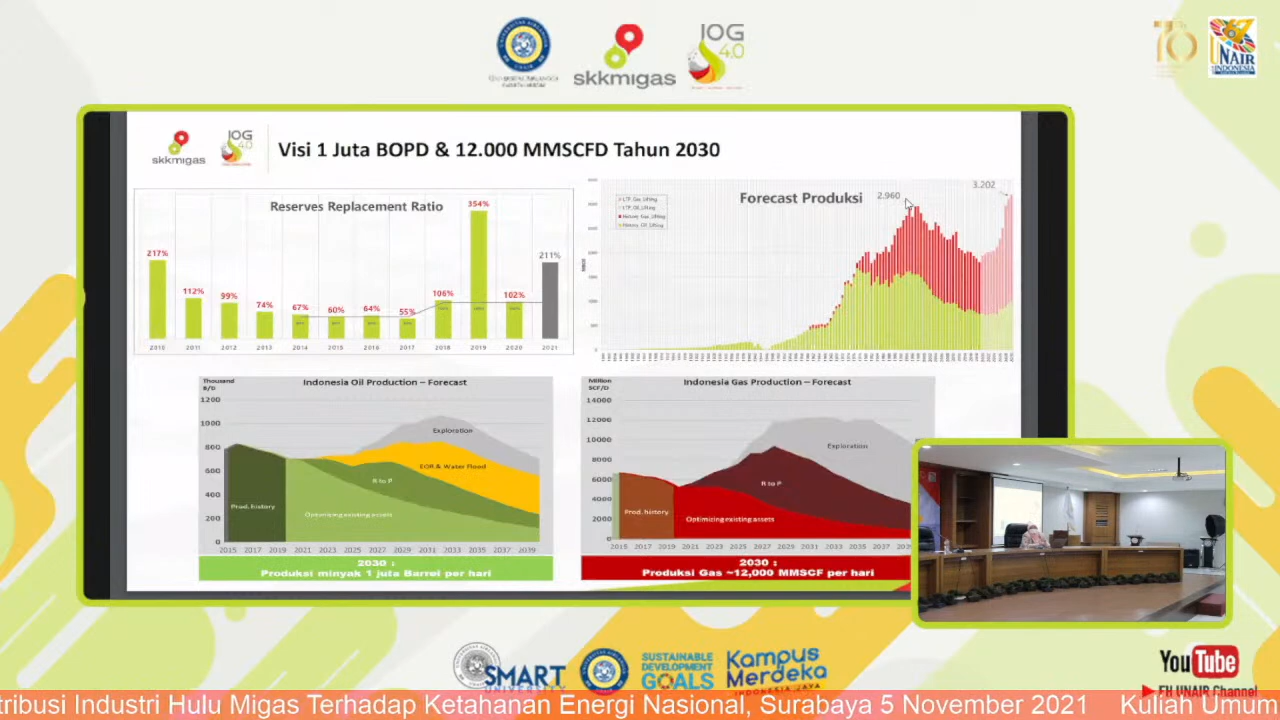 skkmigas
JOG
4.0
UNAIR
INDONESIA
skkmigas
JOG
4.0
Visi 1 Juta BOPD & 12.000 MMSCFD Tahun 2030
Reserves Replacement Ratio
217%
112%
99%
74%
67%
60%
64%
55%
106%
354%
102%
211%
2010 2011 2012 2013 2014 2015 2016 2017 2018 2019 2020 2021
Forecast Produksi
2.960
3.202
Thousand
B/D
Indonesia Oil Production – Forecast
1200
1000
800
600
400
200
0
Exploration
EOR & Water Flood
R to P
Prod. history
Optimizing existing assets
2015 2017 2019 2021 2023 2025 2027 2029 2031 2033 2035 2037 2039
2030 :
Produksi minyak 1 juta Barrel per hari
Million
SCF/D
Indonesia Gas Production – Forecast
14000
12000
10000
8000
6000
4000
2000
0
Exploration
R to P
Prod. history
Optimizing existing assets
2015 2017 2019 2021 2023 2025 2027 2029 2031 2033 2035 2037
2030 :
Produksi Gas ~12,000 MMSCF per hari
SMART
UNIVERSITY
SUSTAINABLE
DEVELOPMENT
GOALS
Kampus
Merdeka
INDONESIA JAYA
YouTube
FH UNAIR Channel
tribusi Industri Hulu Migas Terhadap Ketahanan Energi Nasional, Surabaya 5 November 2021 Kuliah Umum